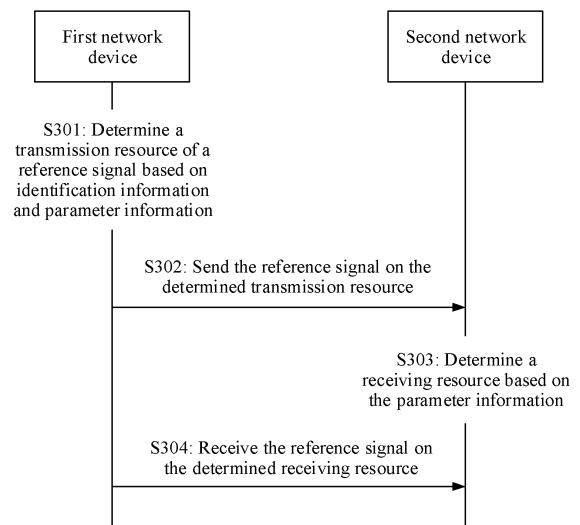 First network
device
Second network
device
S301: Determine a
transmission resource of a
reference signal based on
identification information
and parameter information
S302: Send the reference signal on the
determined transmission resource
S303: Determine a
receiving resource based on
the parameter information
S304: Receive the reference signal on
the determined receiving resource